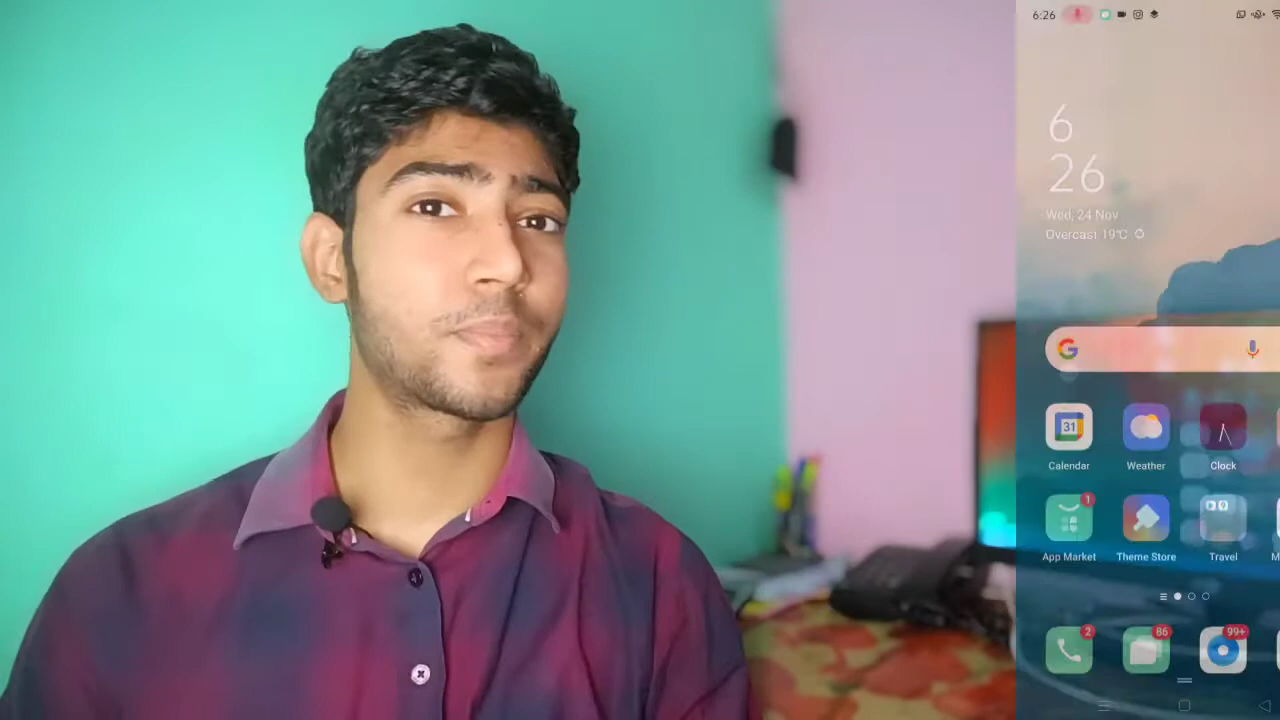 6:26
6
26
Wed, 24 Nov
Overcast 19°C
31
Calendar
Weather
Clock
1
App Market
Theme Store
Travel
2
86
99+